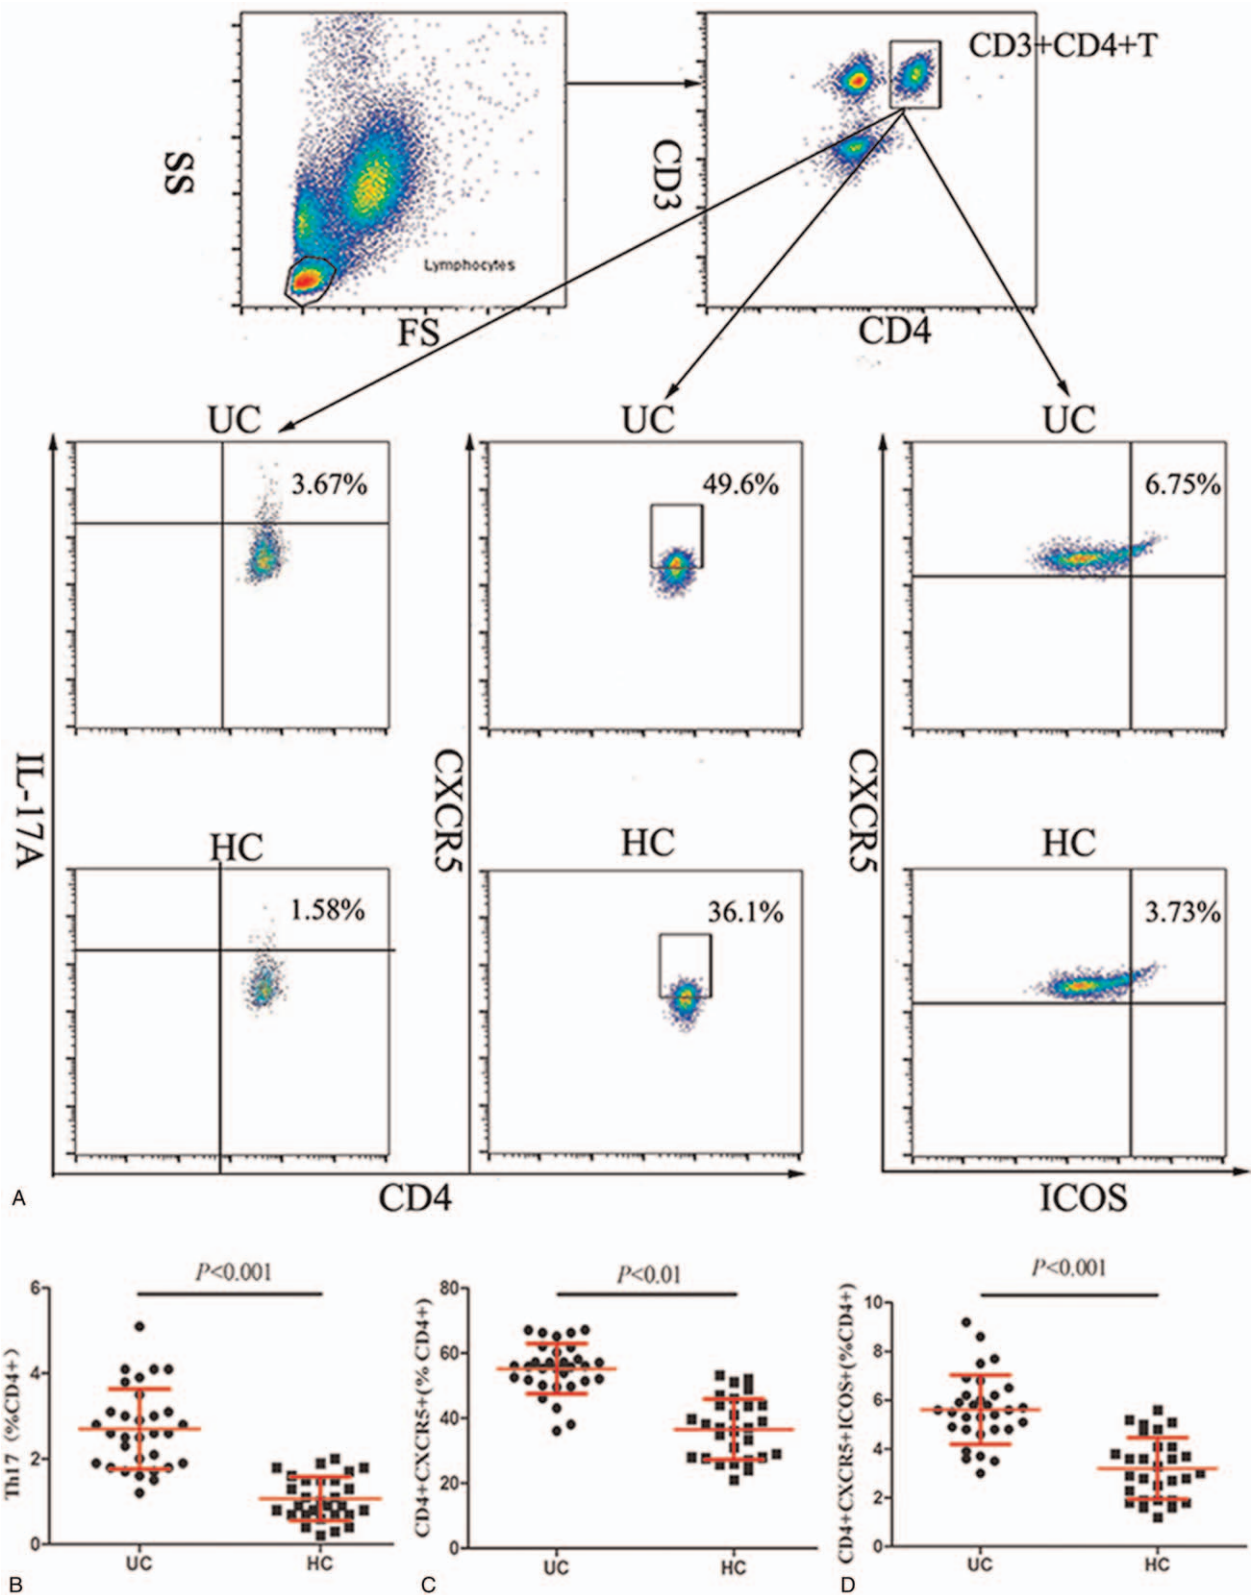 CD3+CD4+T
SS
CD3
Lymphocytes
FS
CD4
UC
UC
UC
3.67%
49.6%
6.75%
IL-17A
CXCR5
CXCR5
HC
HC
HC
1.58%
36.1%
3.73%
A
CD4
ICOS
P<0.001
P<0.01
P<0.001
Th17 (%CD4+)
6
4
2
0
UC
HC
B
CD4+CXCR5+(% CD4+)
80
60
40
20
0
UC
HC
C
CD4+CXCR5+ICOS+(%CD4+)
10
8
6
4
2
0
UC
HC
D